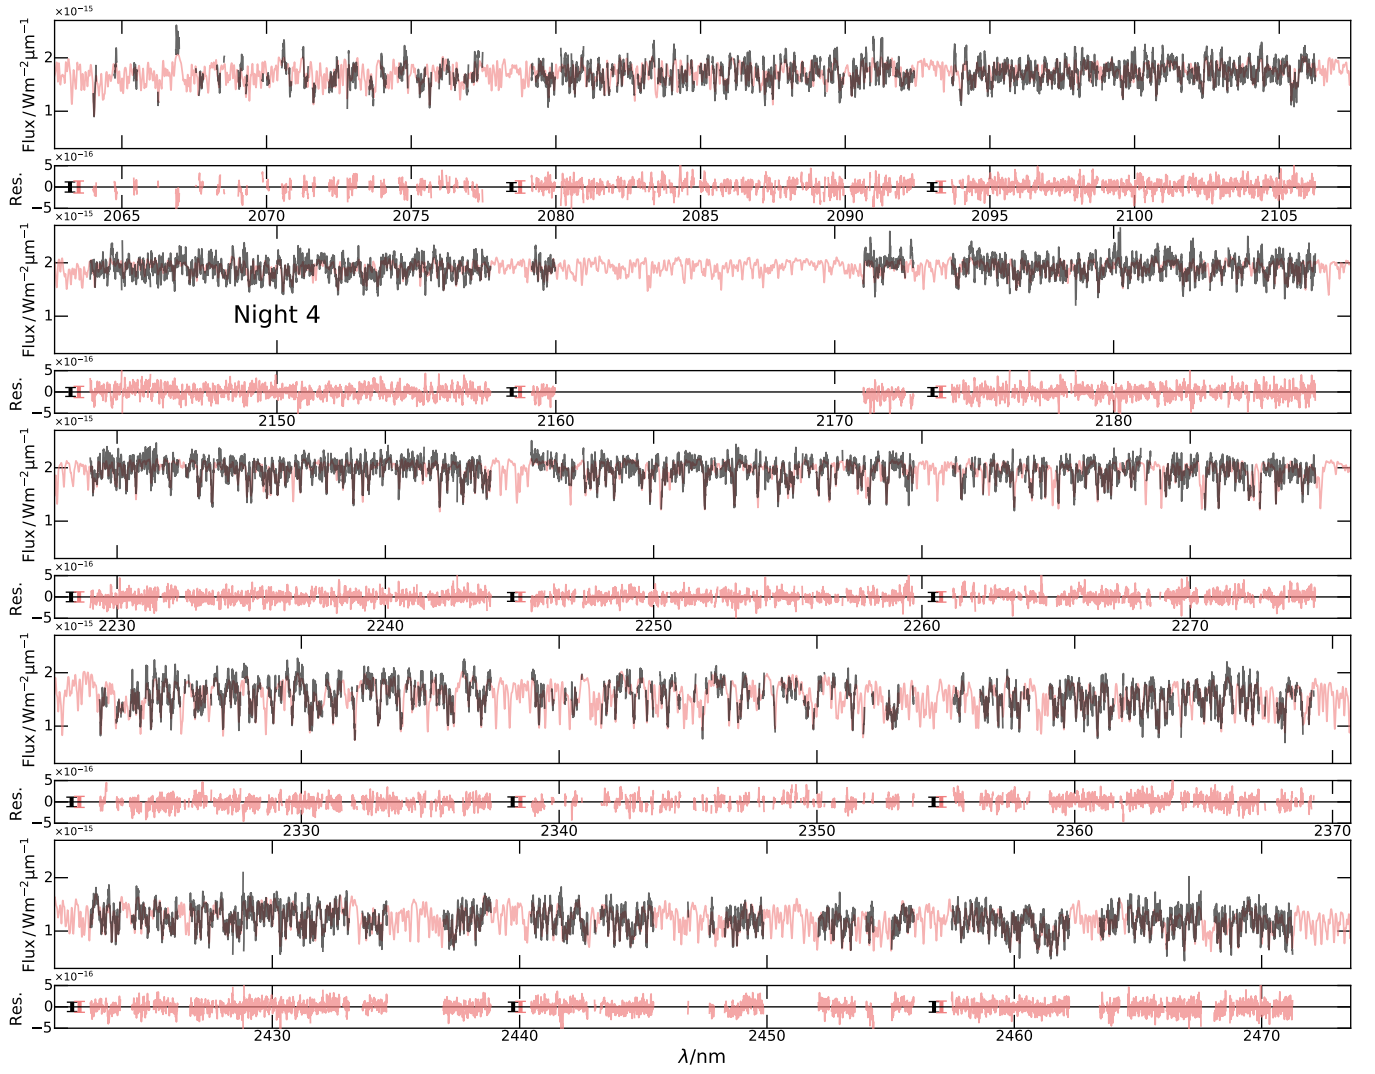 ×10⁻¹⁵
Flux / Wm⁻²μm⁻¹
2
1
×10⁻¹⁶
Res.
5
0
−5
2065 2070 2075 2080 2085 2090 2095 2100 2105
×10⁻¹⁵
Flux / Wm⁻²μm⁻¹
2
1
Night 4
×10⁻¹⁶
Res.
5
0
−5
2150 2160 2170 2180
×10⁻¹⁵
Flux / Wm⁻²μm⁻¹
2
1
×10⁻¹⁶
Res.
5
0
−5
2230 2240 2250 2260 2270
×10⁻¹⁵
Flux / Wm⁻²μm⁻¹
2
1
×10⁻¹⁶
Res.
5
0
−5
2330 2340 2350 2360 2370
×10⁻¹⁵
Flux / Wm⁻²μm⁻¹
2
1
×10⁻¹⁶
Res.
5
0
−5
2430 2440 2450 2460 2470
λ/nm